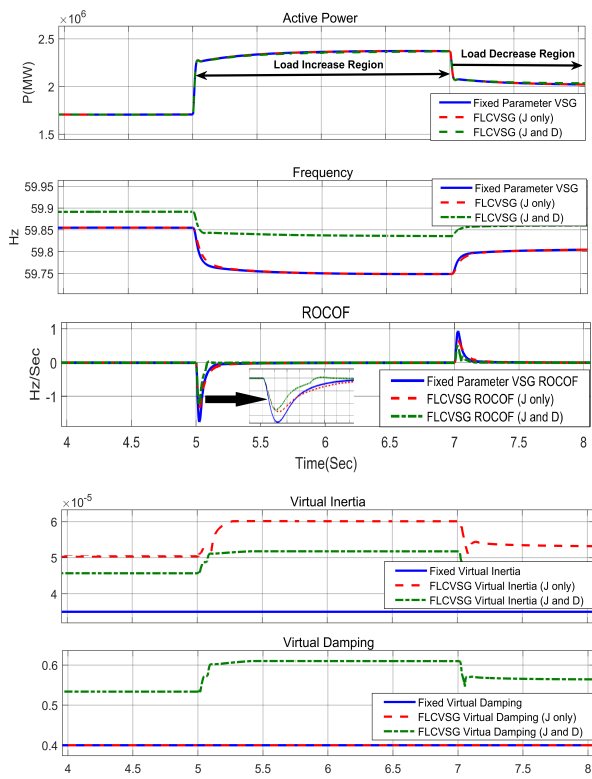 Active Power
×10⁶
2.5
2
1.5
P(MW)
Load Increase Region
Load Decrease Region
Fixed Parameter VSG
FLCVSG (J only)
FLCVSG (J and D)
Frequency
59.95
59.9
59.85
59.8
59.75
Hz
Fixed Parameter VSG
FLCVSG (J only)
FLCVSG (J and D)
ROCOF
1
0
-1
Hz/Sec
Fixed Parameter VSG ROCOF
FLCVSG ROCOF (J only)
FLCVSG ROCOF (J and D)
4 4.5 5 5.5 6 6.5 7 7.5 8
Time(Sec)
×10⁻⁵
Virtual Inertia
6
5
4
Fixed Virtual Inertia
FLCVSG Virtual Inertia (J only)
FLCVSG Virtual Inertia (J and D)
Virtual Damping
0.6
0.5
0.4
Fixed Virtual Damping
FLCVSG Virtual Damping (J only)
FLCVSG Virtua Damping (J and D)
4 4.5 5 5.5 6 6.5 7 7.5 8